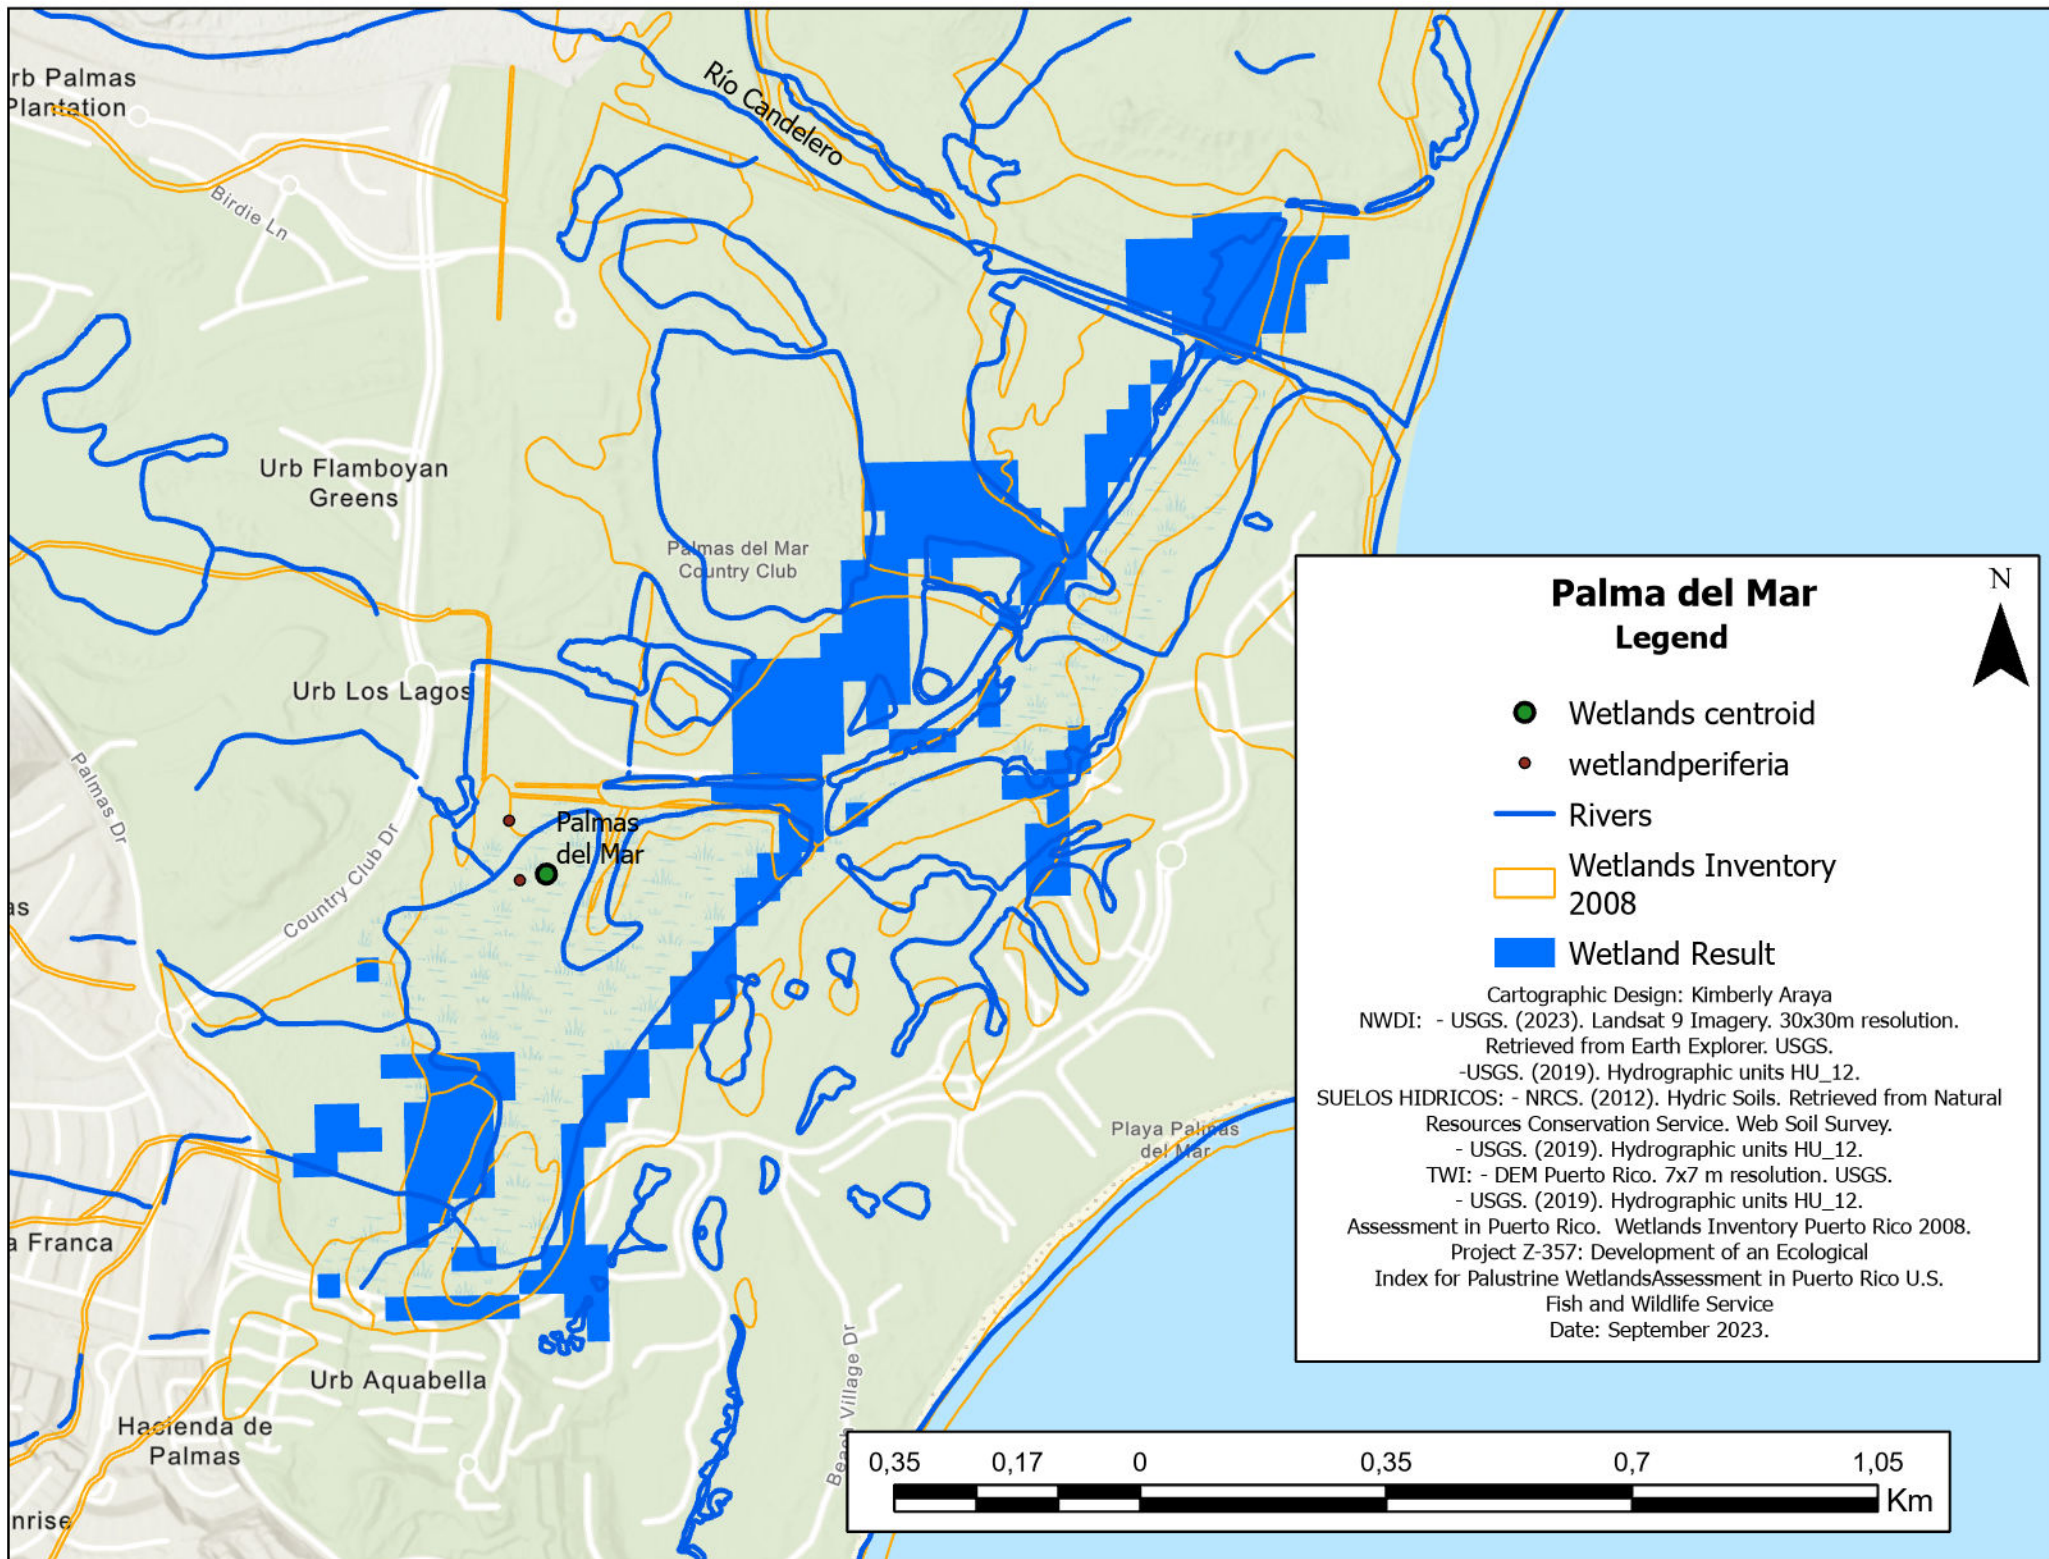 rb Palmas
Plantation
Birdie Ln
Río Candelero
Urb Flamboyan
Greens
Palmas del Mar
Country Club
Urb Los Lagos
Palmas Dr
Country Club Dr
Palmas
del Mar
as
a Franca
Urb Aquabella
Hacienda de
Palmas
nrise
Beach Village Dr
Playa Palmas
del Mar
Palma del Mar
Legend
N
Wetlands centroid
wetlandperiferia
Rivers
Wetlands Inventory
2008
Wetland Result
Cartographic Design: Kimberly Araya
NWDI: - USGS. (2023). Landsat 9 Imagery. 30x30m resolution.
Retrieved from Earth Explorer. USGS.
-USGS. (2019). Hydrographic units HU_12.
SUELOS HIDRICOS: - NRCS. (2012). Hydric Soils. Retrieved from Natural
Resources Conservation Service. Web Soil Survey.
- USGS. (2019). Hydrographic units HU_12.
TWI: - DEM Puerto Rico. 7x7 m resolution. USGS.
- USGS. (2019). Hydrographic units HU_12.
Assessment in Puerto Rico. Wetlands Inventory Puerto Rico 2008.
Project Z-357: Development of an Ecological
Index for Palustrine WetlandsAssessment in Puerto Rico U.S.
Fish and Wildlife Service
Date: September 2023.
0,35 0,17 0 0,35 0,7 1,05
Km